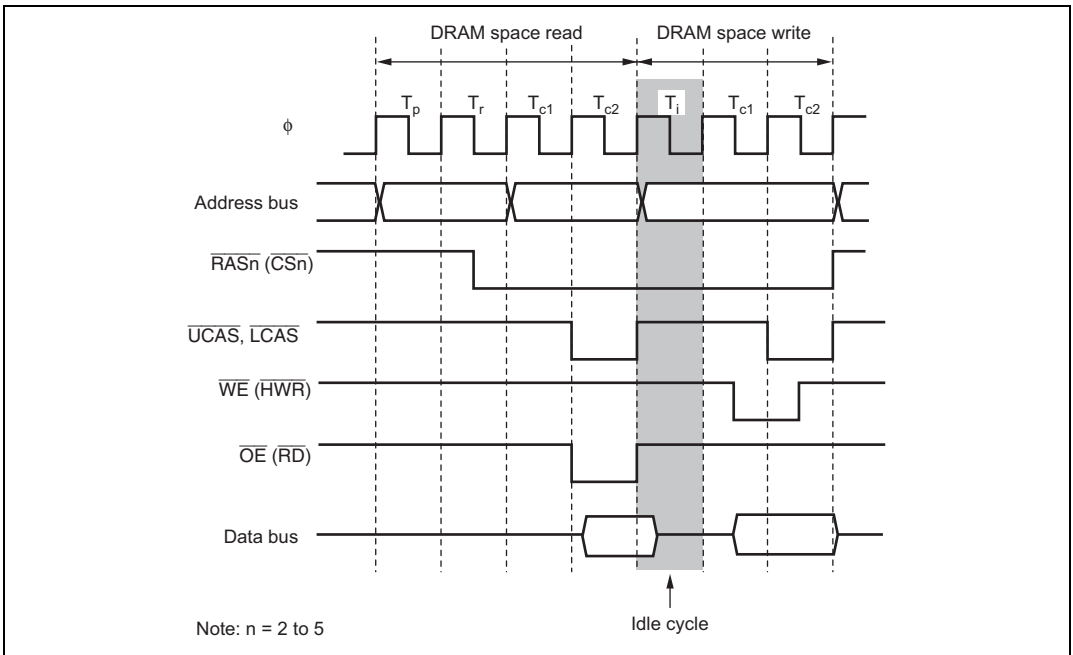 DRAM space read DRAM space write
Tp Tr Tc1 Tc2 Ti Tc1 Tc2
ϕ
Address bus
RASn (CSn)
UCAS, LCAS
WE (HWR)
OE (RD)
Data bus
Note: n = 2 to 5
Idle cycle